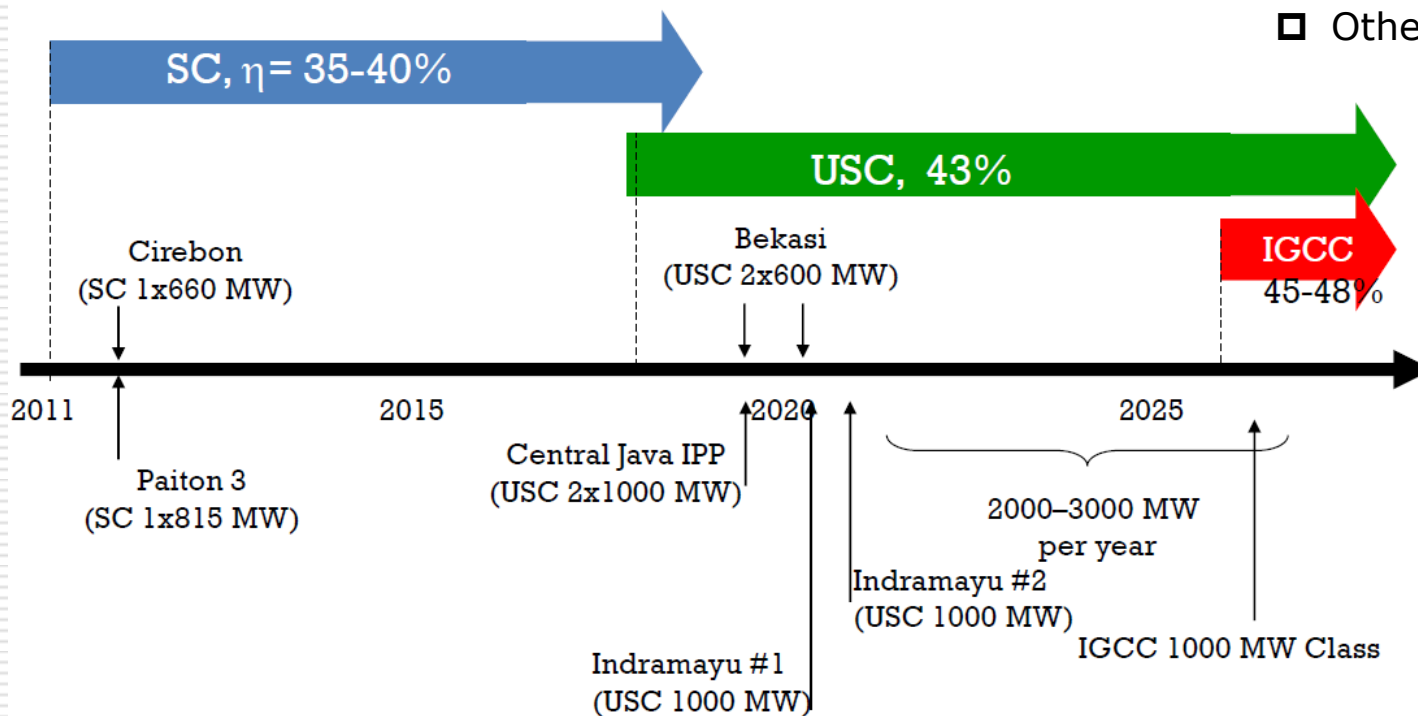 Othe
SC, η= 35-40%
USC, 43%
IGCC
45-48%
Cirebon
(SC 1x660 MW)
Bekasi
(USC 2x600 MW)
2011
2015
2020
2025
Paiton 3
(SC 1x815 MW)
Central Java IPP
(USC 2x1000 MW)
2000–3000 MW
per year
Indramayu #2
(USC 1000 MW)
IGCC 1000 MW Class
Indramayu #1
(USC 1000 MW)